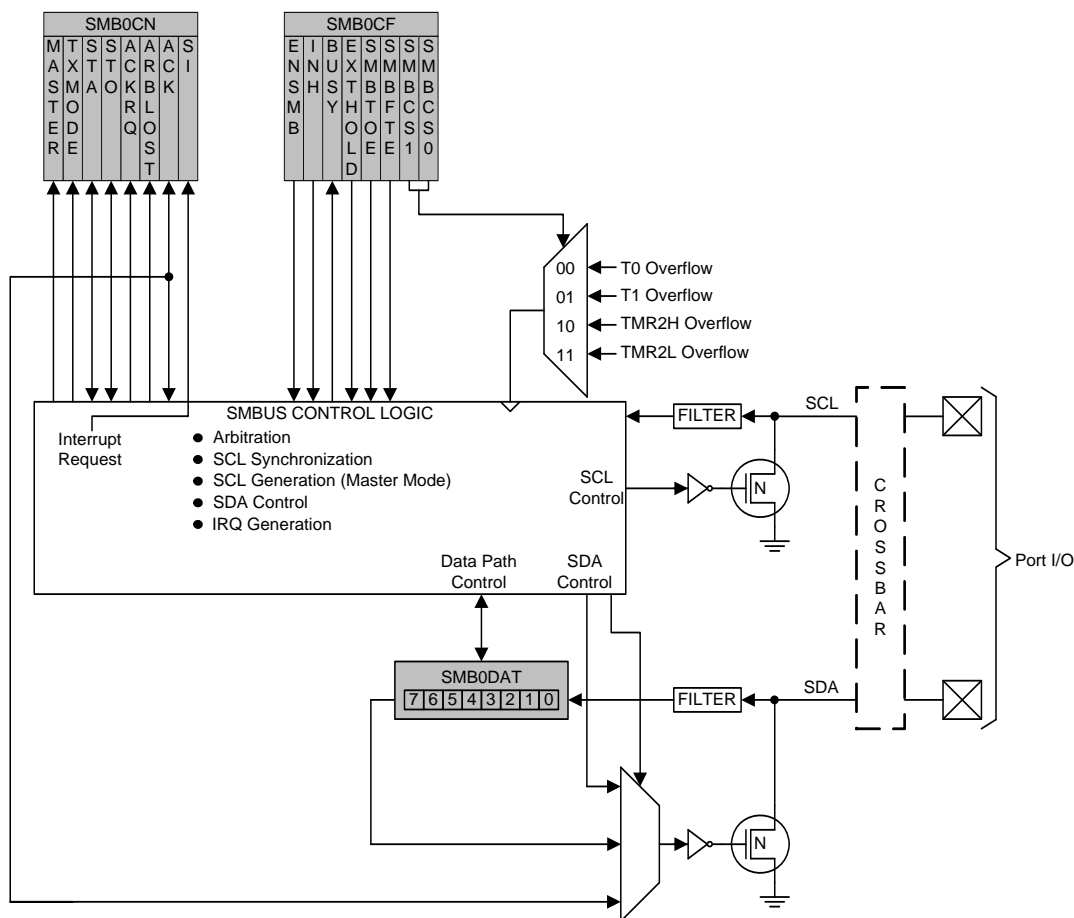 SMB0CN
MASTER
TXMODE
STA
STO
ACKRQ
ARBLOST
ACK
SI
SMB0CF
ENSMB
INH
BUSY
EXTHOLD
SMBTOE
SMBFTE
SMBCS1
SMBCS0
00
T0 Overflow
01
T1 Overflow
10
TMR2H Overflow
11
TMR2L Overflow
SMBUS CONTROL LOGIC
Interrupt
Request
● Arbitration
● SCL Synchronization
● SCL Generation (Master Mode)
● SDA Control
● IRQ Generation
SCL
Control
Data Path
Control
SDA
Control
FILTER
SCL
N
CROSSBAR
Port I/O
SMB0DAT
7 6 5 4 3 2 1 0
FILTER
SDA
N